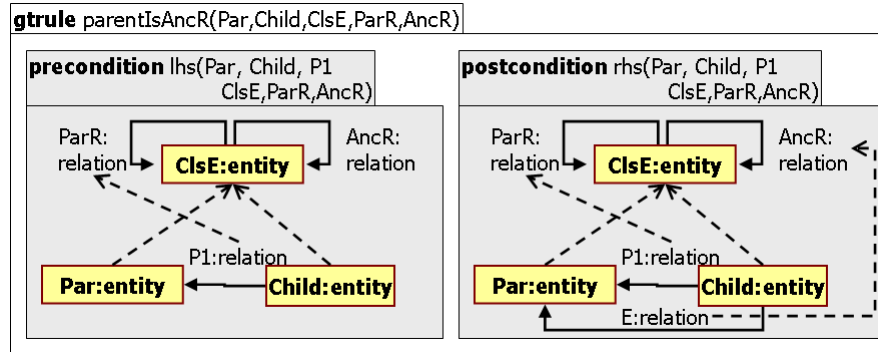 gtrule parentIsAncR(Par,Child,ClsE,ParR,AncR)
precondition lhs(Par, Child, P1
ClsE,ParR,AncR)
ParR:
relation
ClsE:entity
AncR:
relation
P1:relation
Par:entity
Child:entity
postcondition rhs(Par, Child, P1
ClsE,ParR,AncR)
ParR:
relation
ClsE:entity
AncR:
relation
P1:relation
Par:entity
Child:entity
E:relation